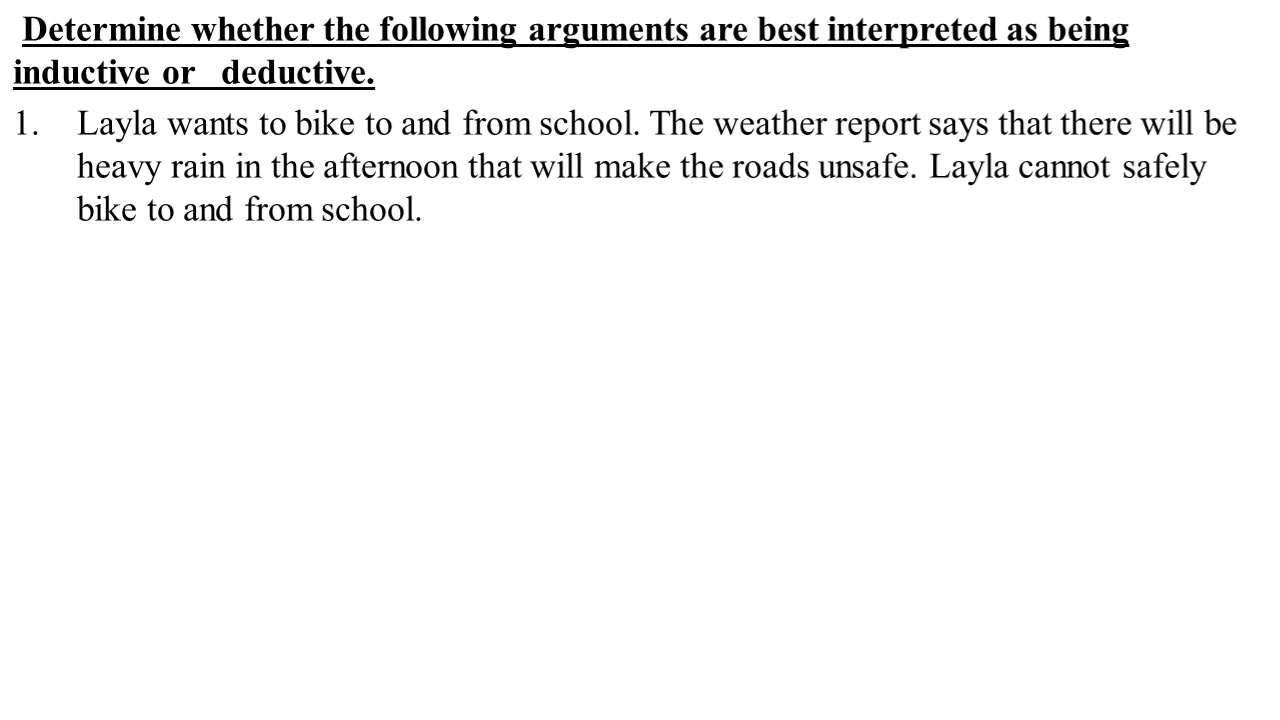 Determine whether the following arguments are best interpreted as being
inductive or deductive.
1. Layla wants to bike to and from school. The weather report says that there will be
heavy rain in the afternoon that will make the roads unsafe. Layla cannot safely
bike to and from school.